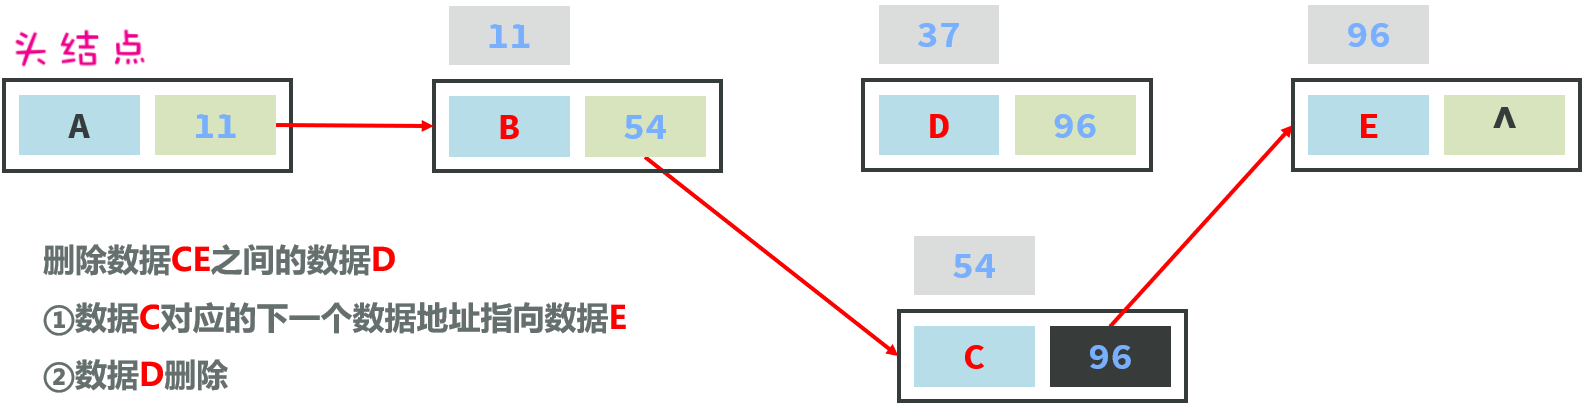 头结点
11
37
96
A 11
B 54
D 96
E ^
54
C 96
删除数据CE之间的数据D
①数据C对应的下一个数据地址指向数据E
②数据D删除